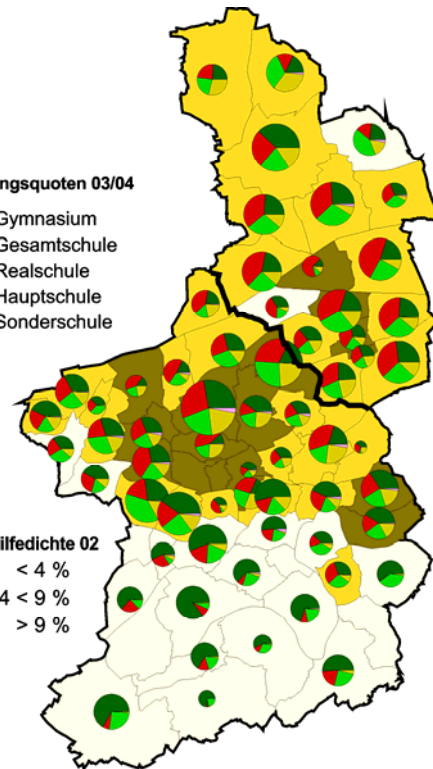 ngsquoten 03/04
Gymnasium
Gesamtschule
Realschule
Hauptschule
Sonderschule
ilfedichte 02
< 4 %
4 < 9 %
> 9 %